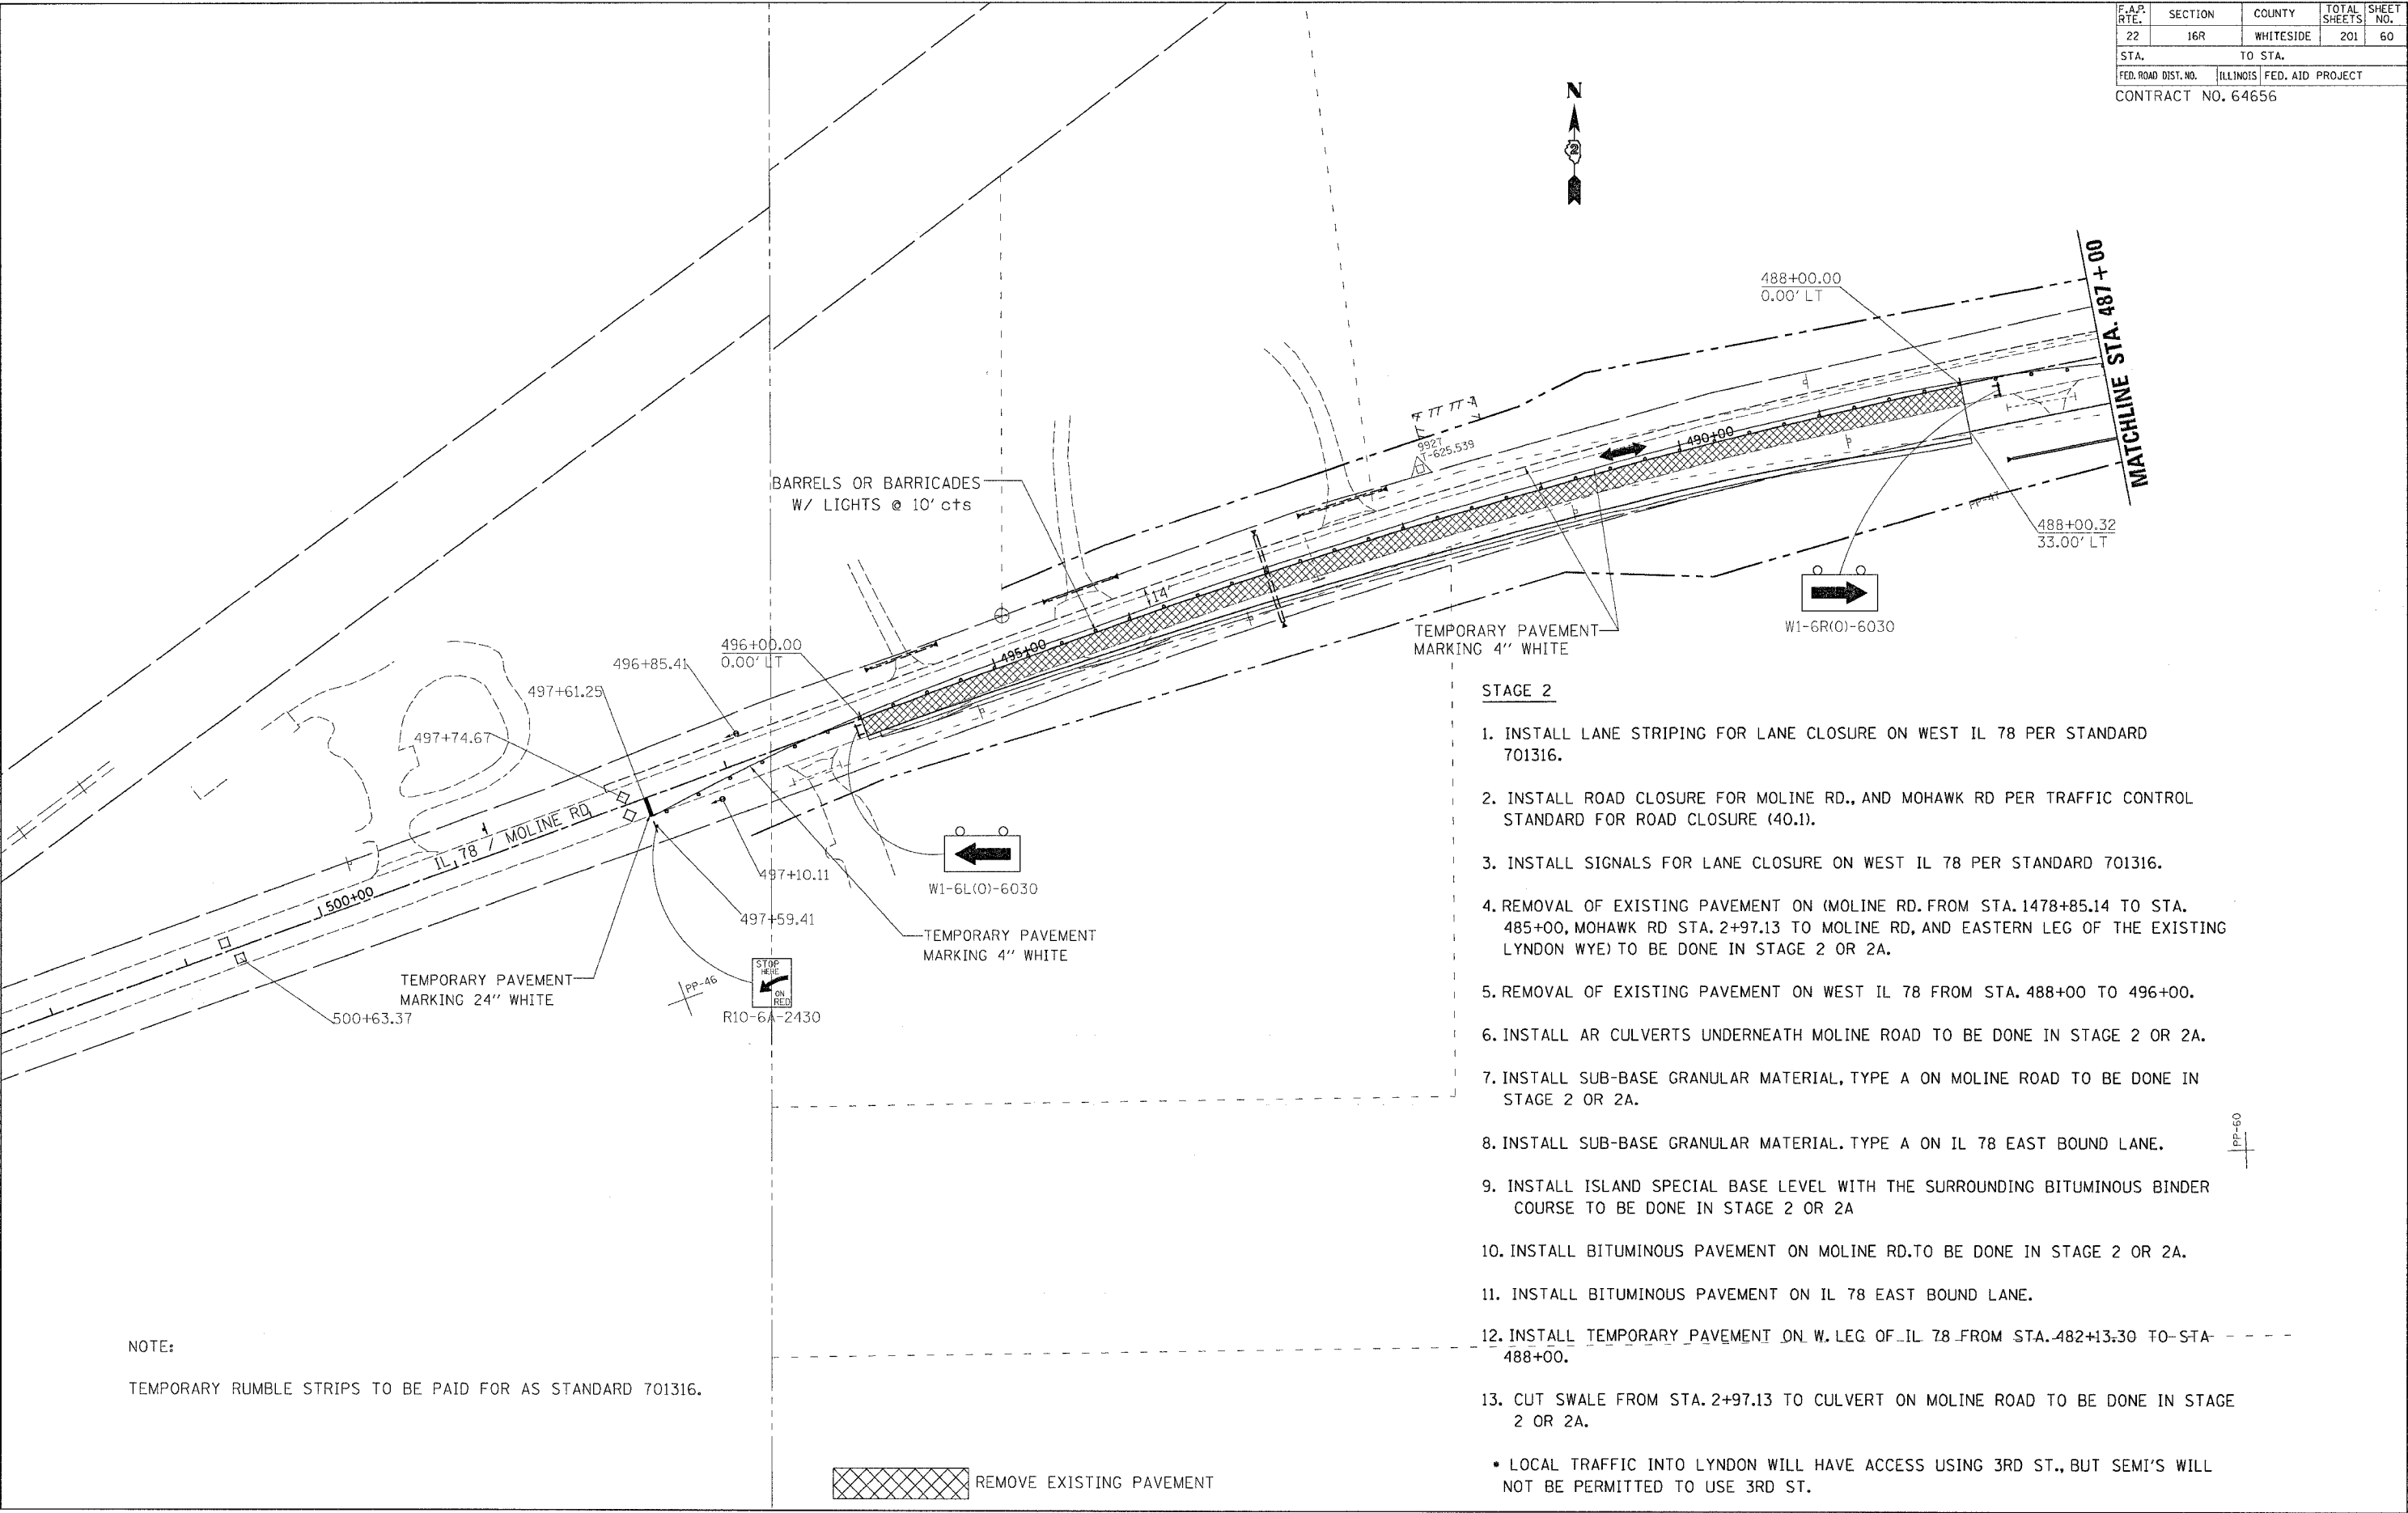 F.A.P. RTE. SECTION COUNTY TOTAL SHEETS SHEET NO.
22 16R WHITESIDE 201 60
STA. TO STA.
FED. ROAD DIST. NO. ILLINOIS FED. AID PROJECT
CONTRACT NO. 64656
N
2
MATCHLINE STA. 487+00
488+00.00
0.00' LT
490+00
9927
T-625.539
BARRELS OR BARRICADES
W/ LIGHTS @ 10' cts
PP-47
488+00.32
33.00' LT
14'
W1-6R(O)-6030
TEMPORARY PAVEMENT
MARKING 4" WHITE
496+00.00
0.00' LT
495+00
496+85.41
497+61.25
497+74.67
IL 78 / MOLINE RD
500+00
497+10.11
W1-6L(O)-6030
497+59.41
TEMPORARY PAVEMENT
MARKING 4" WHITE
TEMPORARY PAVEMENT
MARKING 24" WHITE
500+63.37
PP-46
STOP
HERE
ON
RED
R10-6A-2430
STAGE 2
1. INSTALL LANE STRIPING FOR LANE CLOSURE ON WEST IL 78 PER STANDARD
701316.
2. INSTALL ROAD CLOSURE FOR MOLINE RD., AND MOHAWK RD PER TRAFFIC CONTROL
STANDARD FOR ROAD CLOSURE (40.1).
3. INSTALL SIGNALS FOR LANE CLOSURE ON WEST IL 78 PER STANDARD 701316.
4. REMOVAL OF EXISTING PAVEMENT ON (MOLINE RD. FROM STA. 1478+85.14 TO STA.
485+00, MOHAWK RD STA. 2+97.13 TO MOLINE RD, AND EASTERN LEG OF THE EXISTING
LYNDON WYE) TO BE DONE IN STAGE 2 OR 2A.
5. REMOVAL OF EXISTING PAVEMENT ON WEST IL 78 FROM STA. 488+00 TO 496+00.
6. INSTALL AR CULVERTS UNDERNEATH MOLINE ROAD TO BE DONE IN STAGE 2 OR 2A.
7. INSTALL SUB-BASE GRANULAR MATERIAL, TYPE A ON MOLINE ROAD TO BE DONE IN
STAGE 2 OR 2A.
8. INSTALL SUB-BASE GRANULAR MATERIAL. TYPE A ON IL 78 EAST BOUND LANE.
9. INSTALL ISLAND SPECIAL BASE LEVEL WITH THE SURROUNDING BITUMINOUS BINDER
COURSE TO BE DONE IN STAGE 2 OR 2A
10. INSTALL BITUMINOUS PAVEMENT ON MOLINE RD.TO BE DONE IN STAGE 2 OR 2A.
11. INSTALL BITUMINOUS PAVEMENT ON IL 78 EAST BOUND LANE.
12. INSTALL TEMPORARY PAVEMENT ON W. LEG OF IL 78 FROM STA. 482+13.30 TO STA
488+00.
13. CUT SWALE FROM STA. 2+97.13 TO CULVERT ON MOLINE ROAD TO BE DONE IN STAGE
2 OR 2A.
• LOCAL TRAFFIC INTO LYNDON WILL HAVE ACCESS USING 3RD ST., BUT SEMI'S WILL
NOT BE PERMITTED TO USE 3RD ST.
PP-60
NOTE:
TEMPORARY RUMBLE STRIPS TO BE PAID FOR AS STANDARD 701316.
REMOVE EXISTING PAVEMENT